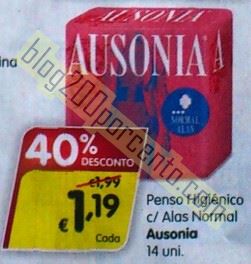 AUSONIA
AUSONIA A
NORMAL
ALAS
ina
40%
DESCONTO
€1,99
€1,19
Cada
Penso Higiénico
c/ Alas Normal
Ausonia
14 uni.
blog200porcento.com